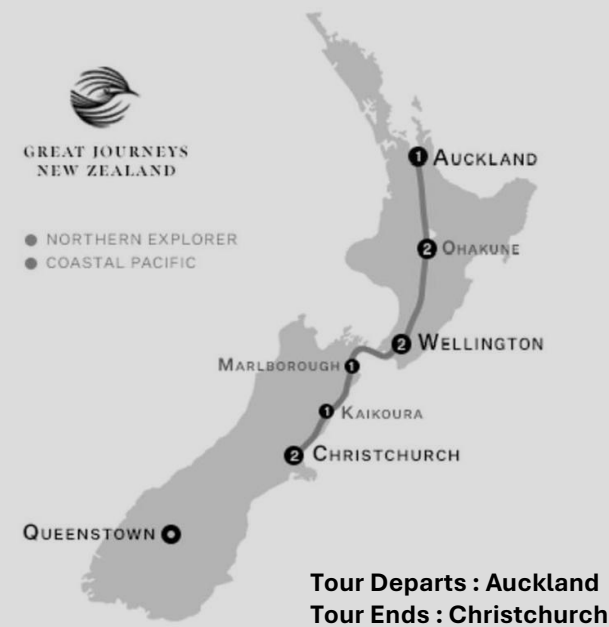 GREAT JOURNEYS
NEW ZEALAND
NORTHERN EXPLORER
COASTAL PACIFIC
1 AUCKLAND
2 OHAKUNE
2 WELLINGTON
MARLBOROUGH 1
1 KAIKOURA
2 CHRISTCHURCH
QUEENSTOWN
Tour Departs : Auckland
Tour Ends : Christchurch